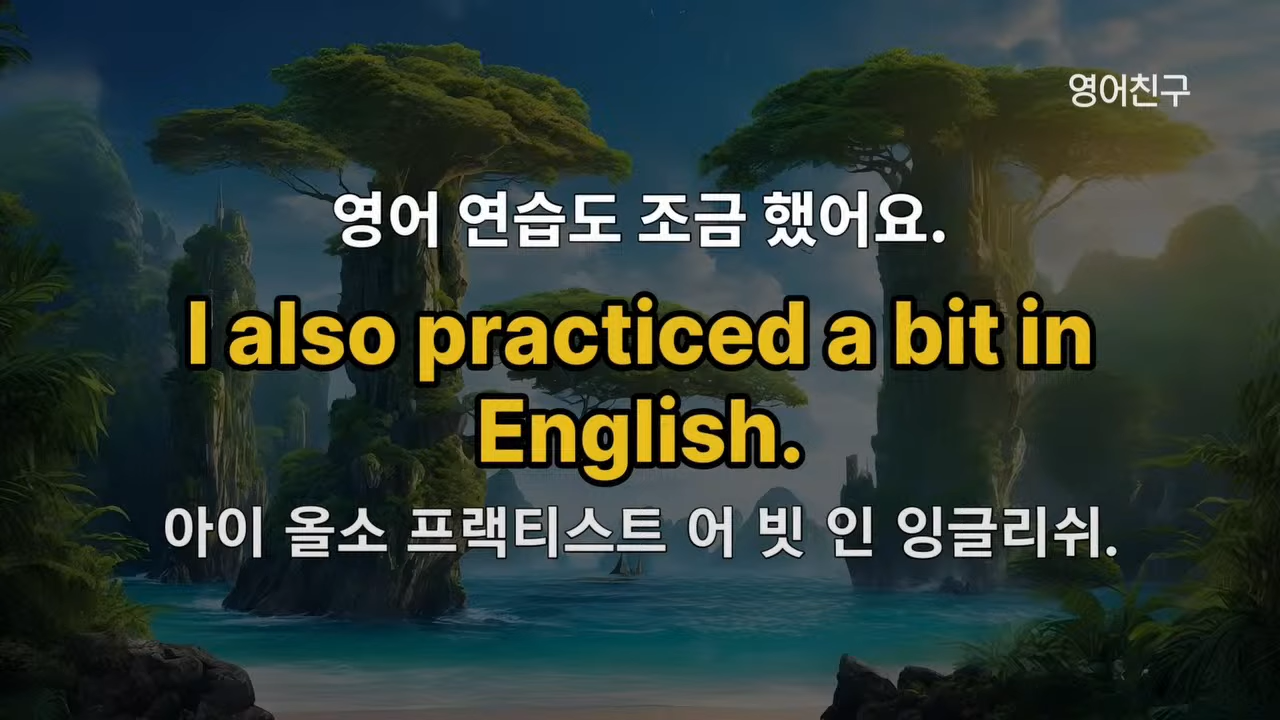 영어친구
영어 연습도 조금 했어요.
I also practiced a bit in
English.
아이 올소 프랙티스트 어 빗 인 잉글리쉬.